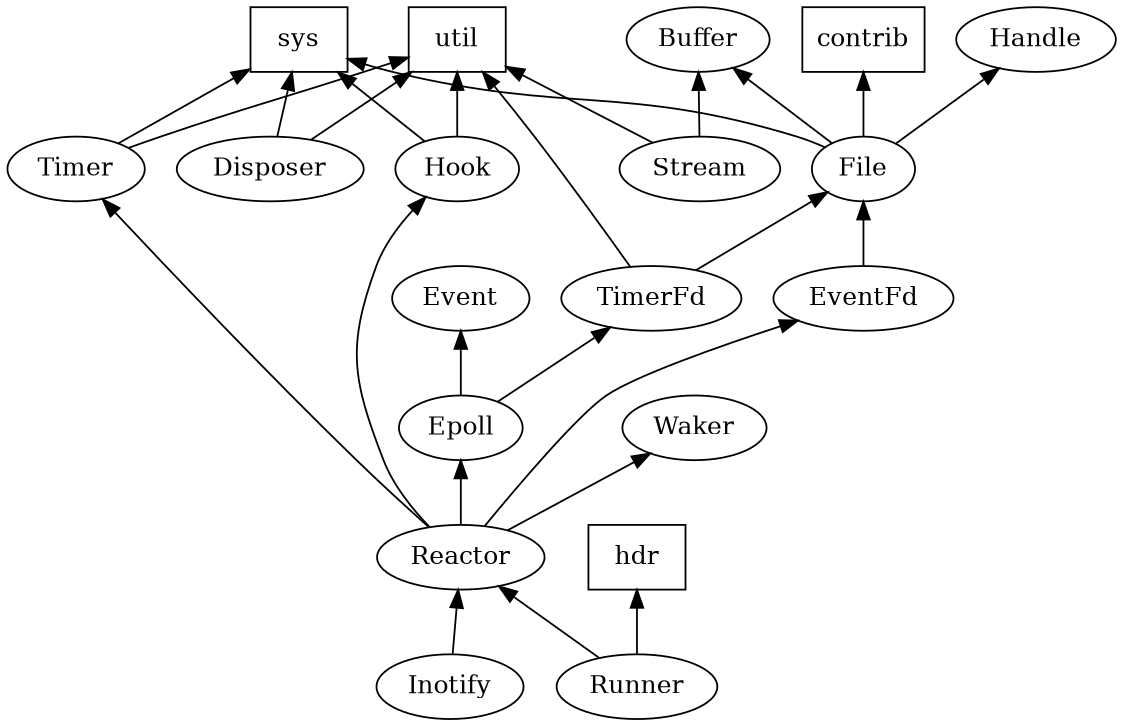 sys
util
Buffer
contrib
Handle
Timer
Disposer
Hook
Stream
File
Event
TimerFd
EventFd
Epoll
Waker
Reactor
hdr
Inotify
Runner